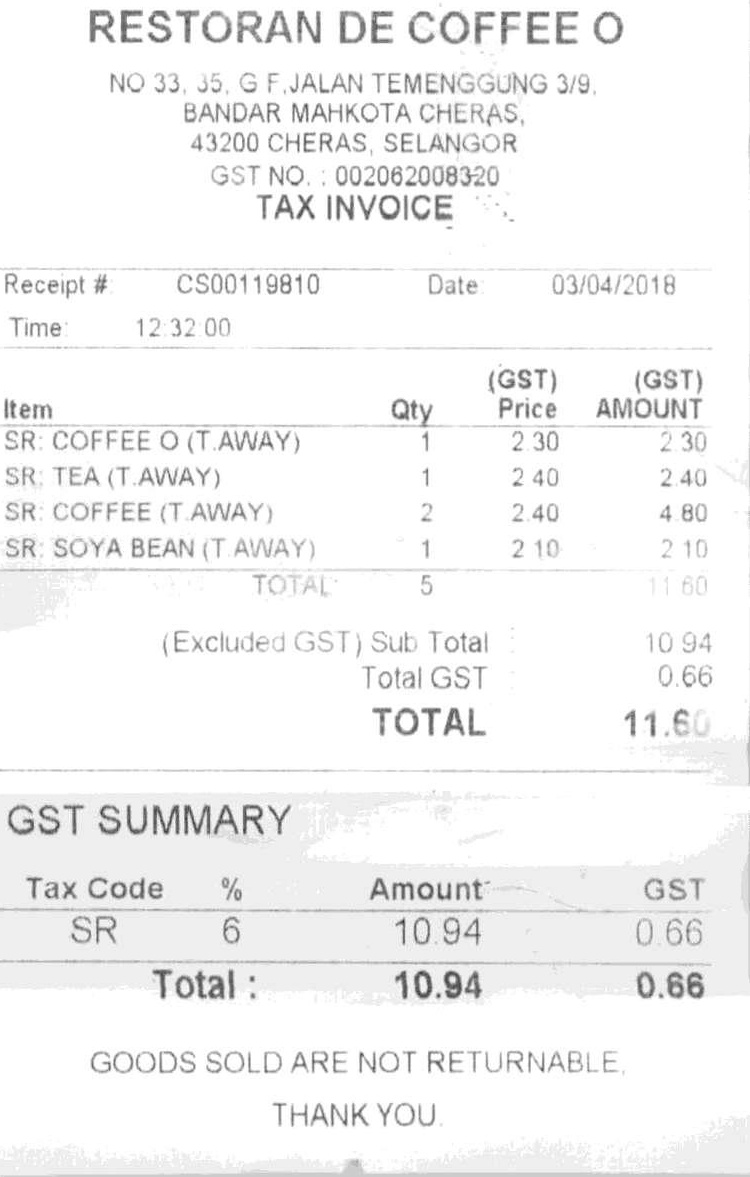 RESTORAN DE COFFEE O
NO 33, 35, G F,JALAN TEMENGGUNG 3/9,
BANDAR MAHKOTA CHERAS,
43200 CHERAS, SELANGOR
GST NO. : 002062008320
TAX INVOICE
Receipt #: CS00119810 Date: 03/04/2018
Time: 12:32:00
(GST) (GST)
Item Qty Price AMOUNT
SR: COFFEE O (T.AWAY) 1 2.30 2.30
SR: TEA (T.AWAY) 1 2.40 2.40
SR: COFFEE (T.AWAY) 2 2.40 4.80
SR: SOYA BEAN (T.AWAY) 1 2.10 2.10
TOTAL: 5 11.60
(Excluded GST) Sub Total : 10.94
Total GST : 0.66
TOTAL 11.60
GST SUMMARY
Tax Code % Amount GST
SR 6 10.94 0.66
Total : 10.94 0.66
GOODS SOLD ARE NOT RETURNABLE,
THANK YOU.